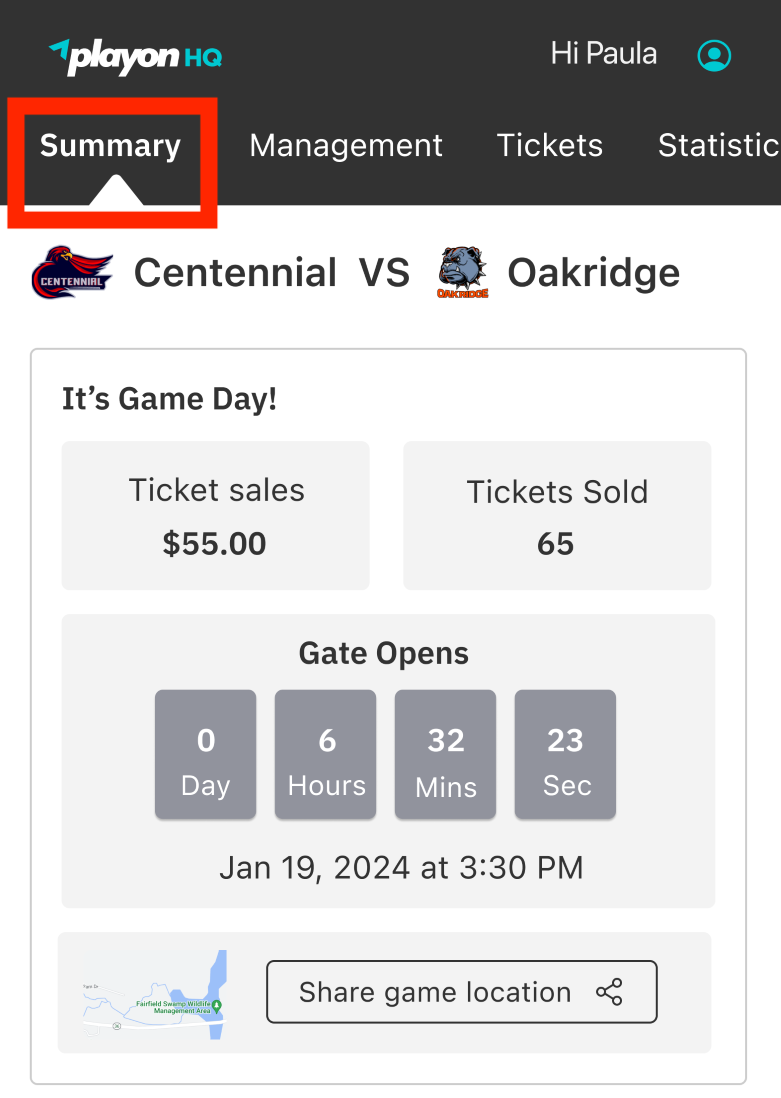 playon HQ
Hi Paula
Summary Management Tickets Statistic
CENTENNIAL Centennial VS OAKRIDGE Oakridge
It’s Game Day!
Ticket sales
$55.00
Tickets Sold
65
Gate Opens
0 6 32 23
Day Hours Mins Sec
Jan 19, 2024 at 3:30 PM
Fairfield Swamp Wildlife
Management Area
Share game location